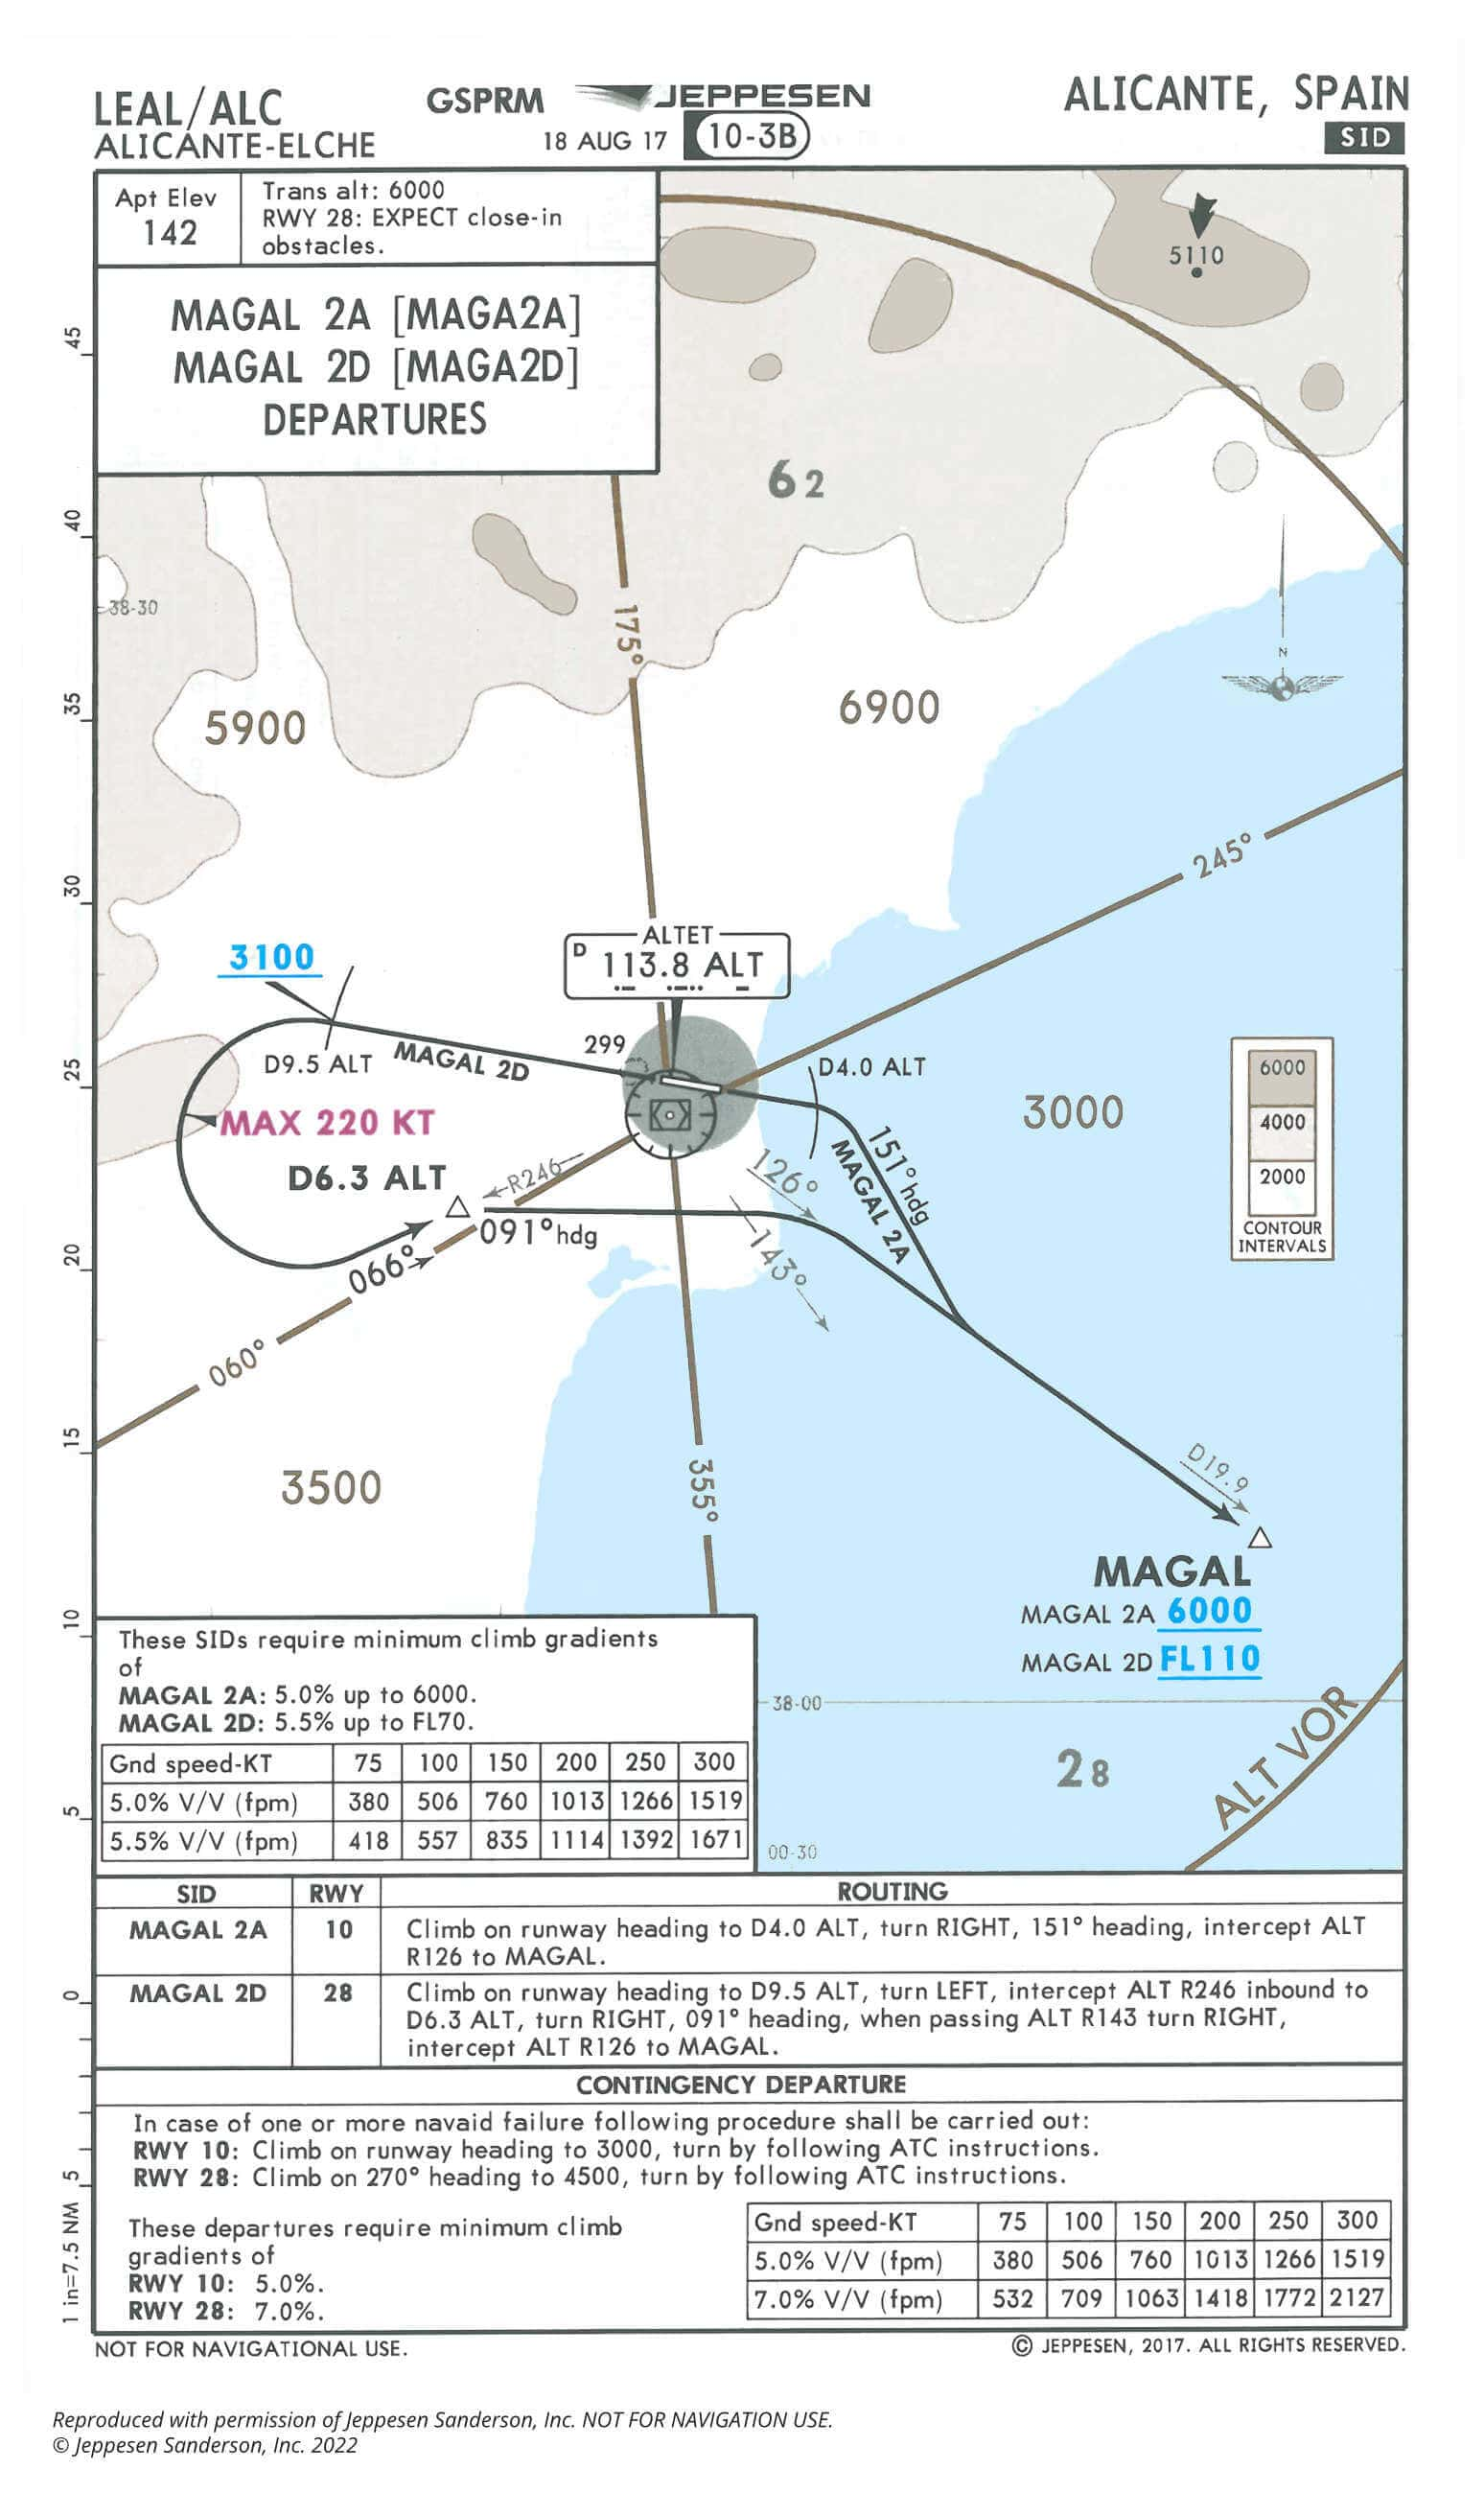 LEAL/ALC
ALICANTE-ELCHE
GSPRM
JEPPESEN
18 AUG 17
10-3B
ALICANTE, SPAIN
SID
Apt Elev
142
Trans alt: 6000
RWY 28: EXPECT close-in
obstacles.
MAGAL 2A [MAGA2A]
MAGAL 2D [MAGA2D]
DEPARTURES
5110
45
62
40
38-30
175°
N
35
5900
6900
245°
30
ALTET
D 113.8 ALT
3100
299
D9.5 ALT
MAGAL 2D
25
D4.0 ALT
6000
4000
2000
CONTOUR
INTERVALS
3000
MAX 220 KT
151°hdg
MAGAL 2A
D6.3 ALT
R246
126°
091°hdg
143°
20
066°
060°
15
D19.9
3500
355°
MAGAL
MAGAL 2A 6000
MAGAL 2D FL110
10
These SIDs require minimum climb gradients
of
MAGAL 2A: 5.0% up to 6000.
MAGAL 2D: 5.5% up to FL70.
38-00
28
ALT VOR
Gnd speed-KT 75 100 150 200 250 300
5.0% V/V (fpm) 380 506 760 1013 1266 1519
5.5% V/V (fpm) 418 557 835 1114 1392 1671
5
00-30
SID RWY ROUTING
MAGAL 2A 10 Climb on runway heading to D4.0 ALT, turn RIGHT, 151° heading, intercept ALT
R126 to MAGAL.
MAGAL 2D 28 Climb on runway heading to D9.5 ALT, turn LEFT, intercept ALT R246 inbound to
D6.3 ALT, turn RIGHT, 091° heading, when passing ALT R143 turn RIGHT,
intercept ALT R126 to MAGAL.
0
CONTINGENCY DEPARTURE
In case of one or more navaid failure following procedure shall be carried out:
RWY 10: Climb on runway heading to 3000, turn by following ATC instructions.
RWY 28: Climb on 270° heading to 4500, turn by following ATC instructions.
5
These departures require minimum climb
gradients of
RWY 10: 5.0%.
RWY 28: 7.0%.
Gnd speed-KT 75 100 150 200 250 300
5.0% V/V (fpm) 380 506 760 1013 1266 1519
7.0% V/V (fpm) 532 709 1063 1418 1772 2127
1 in=7.5 NM
NOT FOR NAVIGATIONAL USE.
© JEPPESEN, 2017. ALL RIGHTS RESERVED.
Reproduced with permission of Jeppesen Sanderson, Inc. NOT FOR NAVIGATION USE.
© Jeppesen Sanderson, Inc. 2022